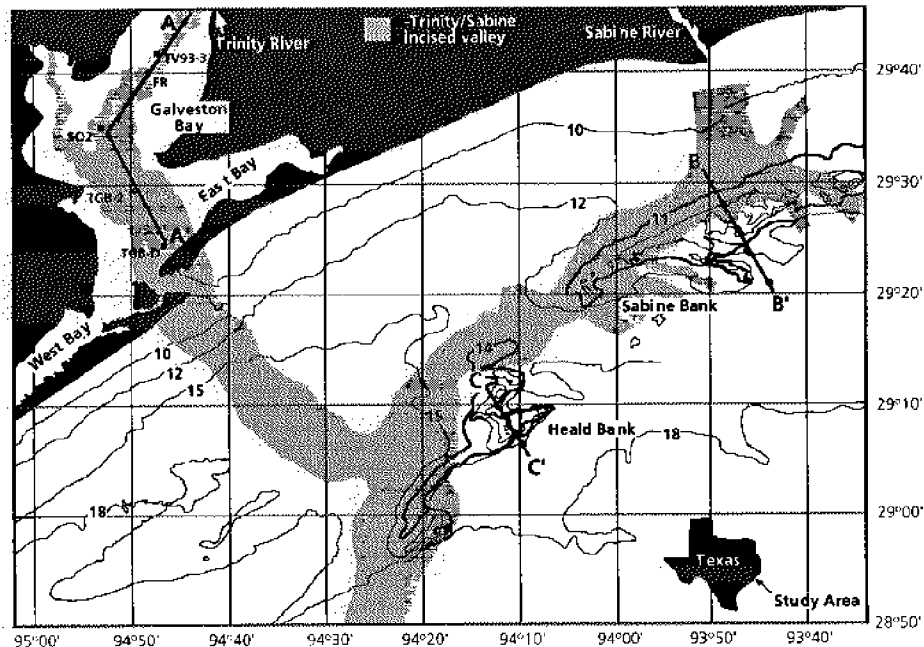 A
Trinity River
-Trinity/Sabine
Incised valley
Sabine River
TV93-3
FR
29°40'
Galveston
Bay
SC2
10
East Bay
B
29°30'
TGB-2
12
11
A'
TBB-D
29°20'
Sabine Bank
B'
West Bay
10
12
15
14
C
15
29°10'
Heald Bank
18
C'
18
29°00'
Texas
Study Area
28°50'
95°00' 94°50' 94°40' 94°30' 94°20' 94°10' 94°00' 93°50' 93°40'